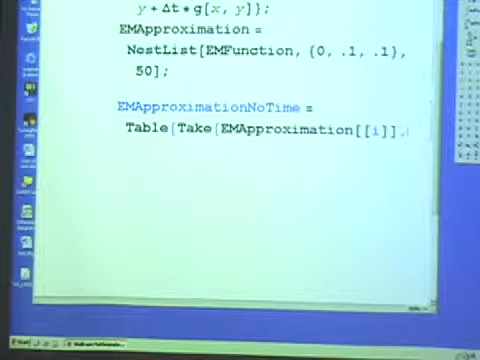 y + Δt * g[x, y]};
EMApproximation =
NestList[EMFunction, {0, .1, .1},
50];
EMApproximationNoTime =
Table[Take[EMApproximation[[i]],